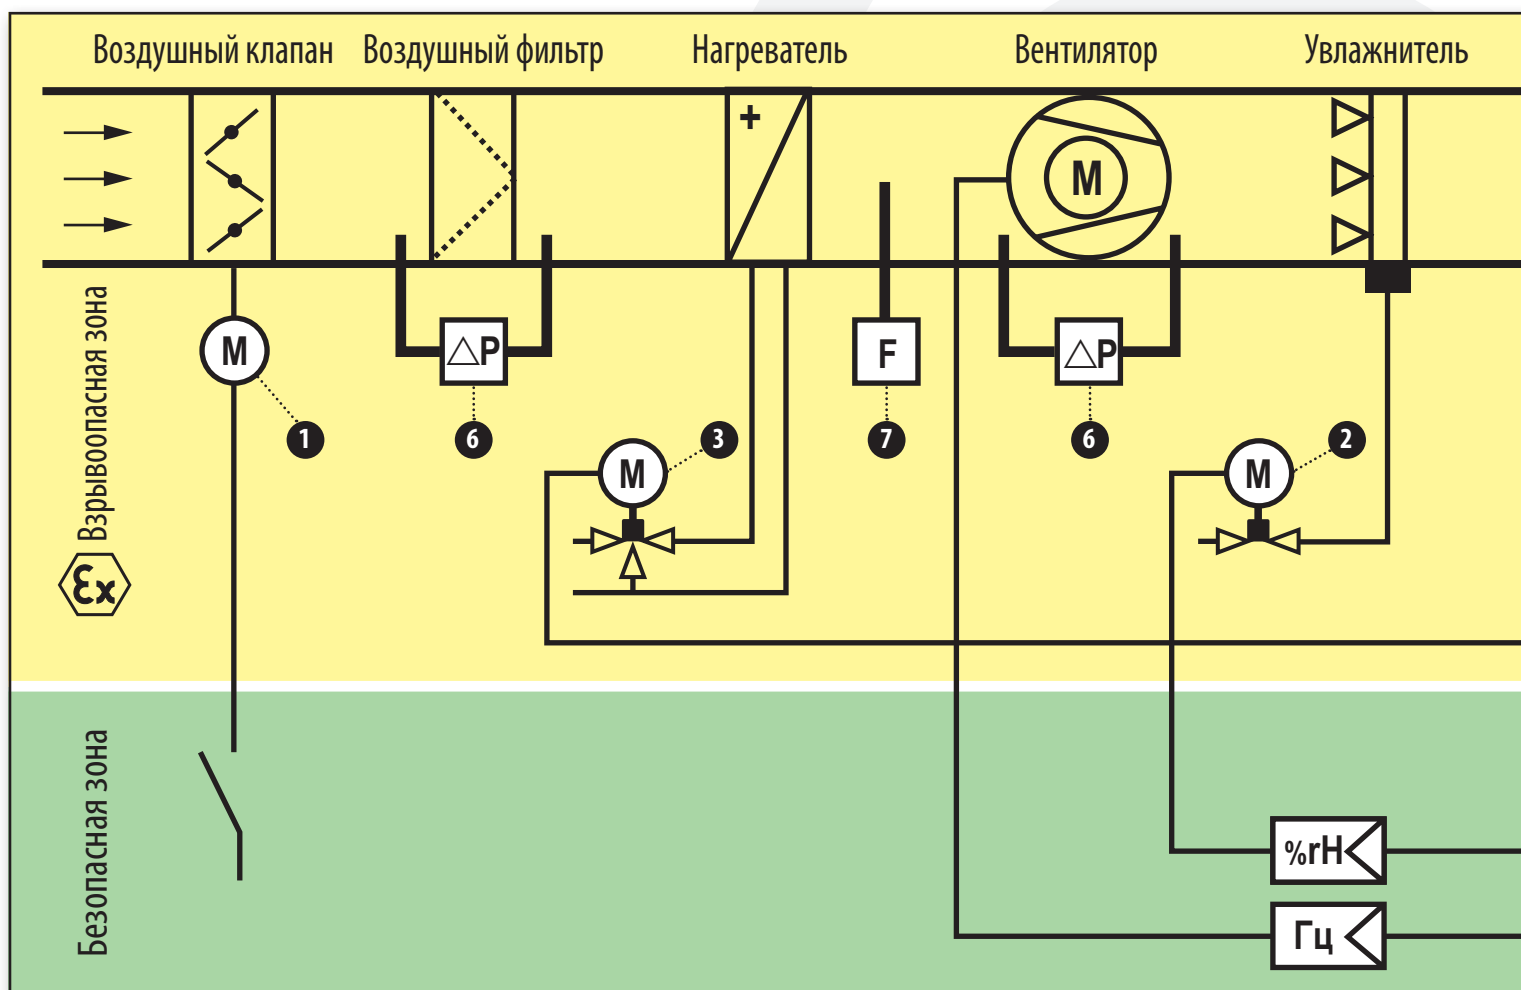 Воздушный клапан
Воздушный фильтр
Нагреватель
Вентилятор
Увлажнитель
+
M
Взрывоопасная зона
M
△P
F
△P
1
6
3
7
6
2
M
M
Ex
Безопасная зона
%rH
Гц